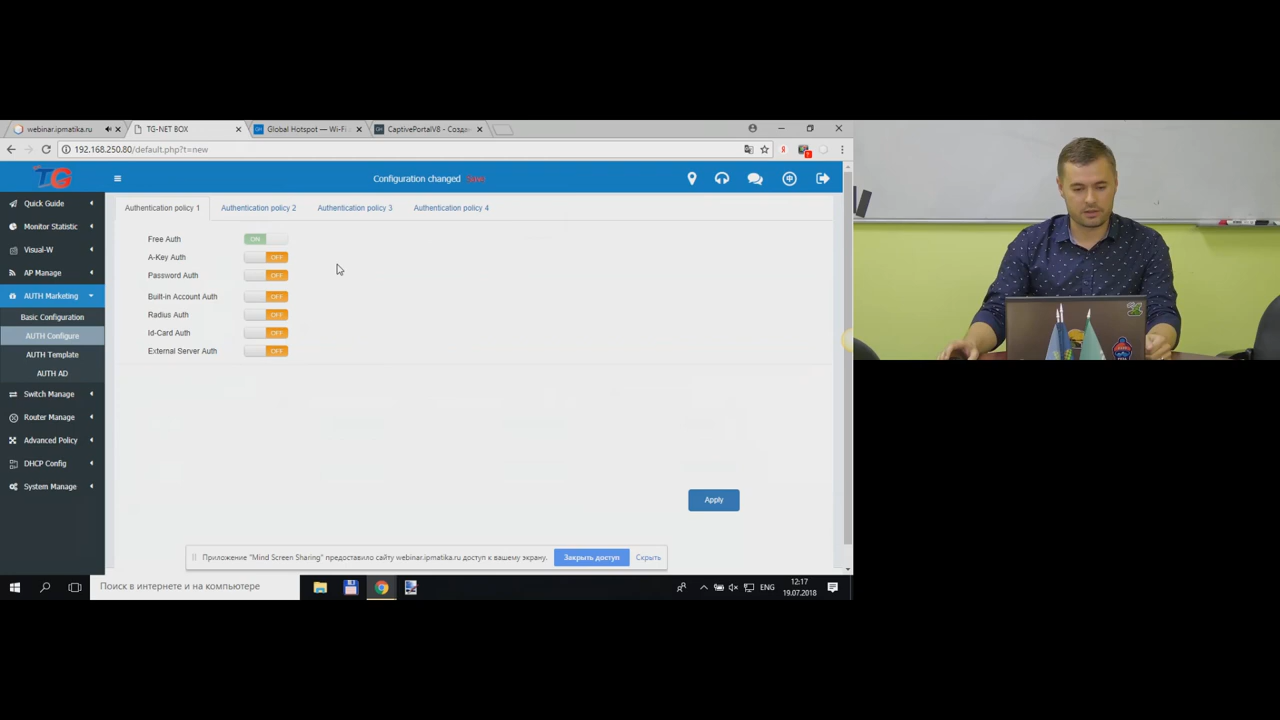 webinar.ipmatika.ru
TG-NET BOX
Global Hotspot — Wi-Fi
CaptivePortalV8 - Созда
192.168.250.80/default.php?t=new
TG
Configuration changed
Quick Guide
Monitor Statistic
Visual-W
AP Manage
AUTH Marketing
Basic Configuration
AUTH Configure
AUTH Template
AUTH AD
Switch Manage
Router Manage
Advanced Policy
DHCP Config
System Manage
Authentication policy 1
Authentication policy 2
Authentication policy 3
Authentication policy 4
Free Auth ON
A-Key Auth OFF
Password Auth OFF
Built-in Account Auth OFF
Radius Auth OFF
Id-Card Auth OFF
External Server Auth OFF
Apply
Приложение "Mind Screen Sharing" предоставило сайту webinar.ipmatika.ru доступ к вашему экрану.
Закрыть доступ
Скрыть
Поиск в интернете и на компьютере
ENG
12:17
19.07.2018